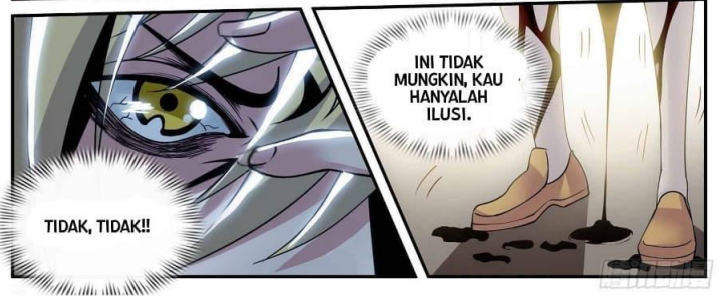 TIDAK, TIDAK!!
INI TIDAK
MUNGKIN, KAU
HANYALAH
ILUSI.